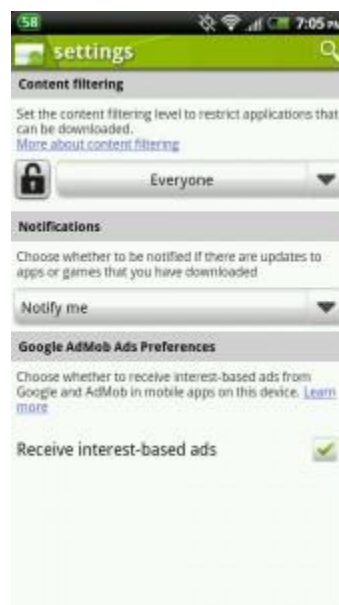 58 7:05 PM
settings
Content filtering
Set the content filtering level to restrict applications that
can be downloaded.
More about content filtering
Everyone
Notifications
Choose whether to be notified if there are updates to
apps or games that you have downloaded
Notify me
Google AdMob Ads Preferences
Choose whether to receive interest-based ads from
Google and AdMob in mobile apps on this device. Learn
more
Receive interest-based ads